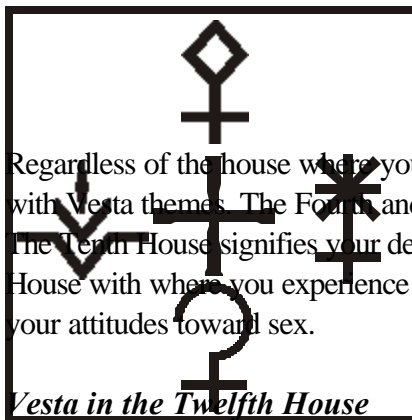 Regardless of the house where you
with Vesta themes. The Fourth and
The Tenth House signifies your de
House with where you experience
your attitudes toward sex.
Vesta in the Twelfth House